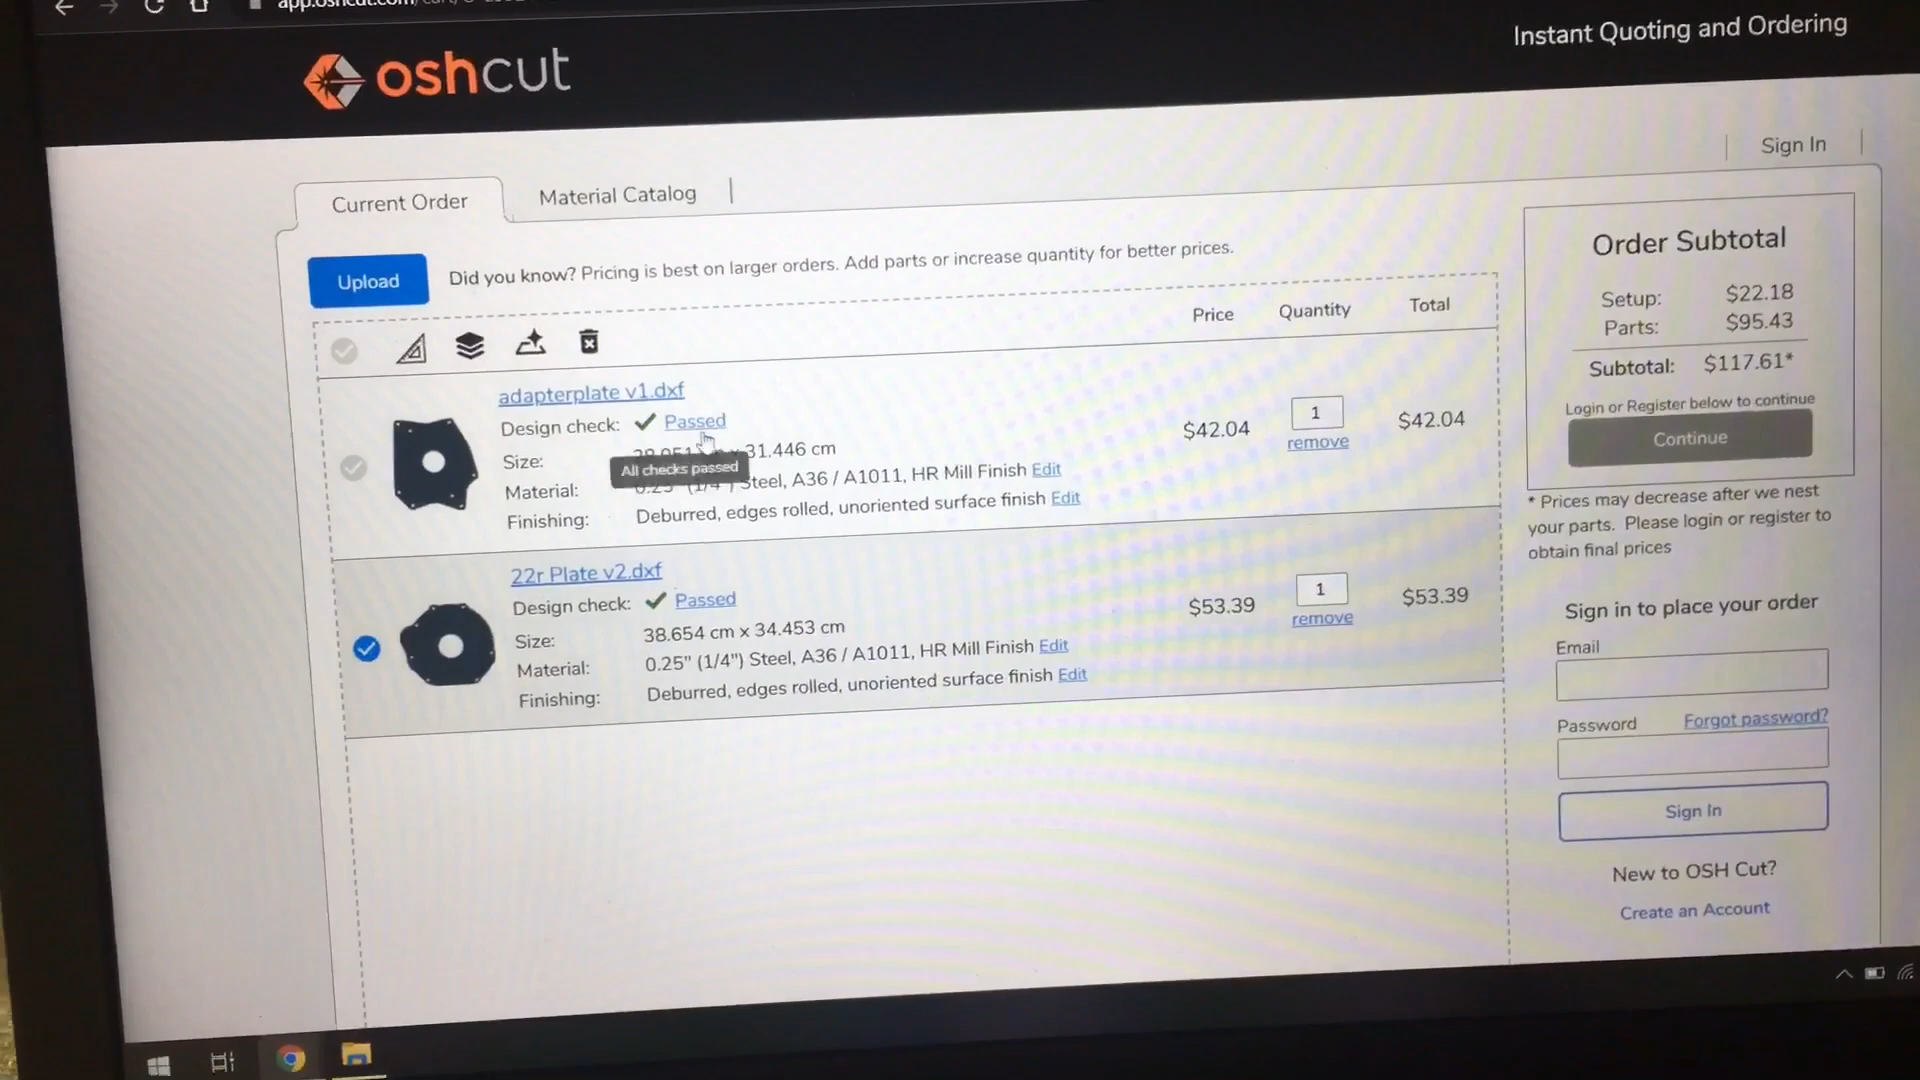 Instant Quoting and Ordering
oshcut
Sign In
Current Order
Material Catalog
Upload
Did you know? Pricing is best on larger orders. Add parts or increase quantity for better prices.
Price
Quantity
Total
adapterplate v1.dxf
Design check: Passed
Size: 31.446 cm
All checks passed
Material: Steel, A36 / A1011, HR Mill Finish Edit
Finishing: Deburred, edges rolled, unoriented surface finish Edit
$42.04
1
remove
$42.04
22r Plate v2.dxf
Design check: Passed
Size: 38.654 cm x 34.453 cm
Material: 0.25" (1/4") Steel, A36 / A1011, HR Mill Finish Edit
Finishing: Deburred, edges rolled, unoriented surface finish Edit
$53.39
1
remove
$53.39
Order Subtotal
Setup: $22.18
Parts: $95.43
Subtotal: $117.61*
Login or Register below to continue
Continue
* Prices may decrease after we nest
your parts. Please login or register to
obtain final prices
Sign in to place your order
Email
Password
Forgot password?
Sign In
New to OSH Cut?
Create an Account